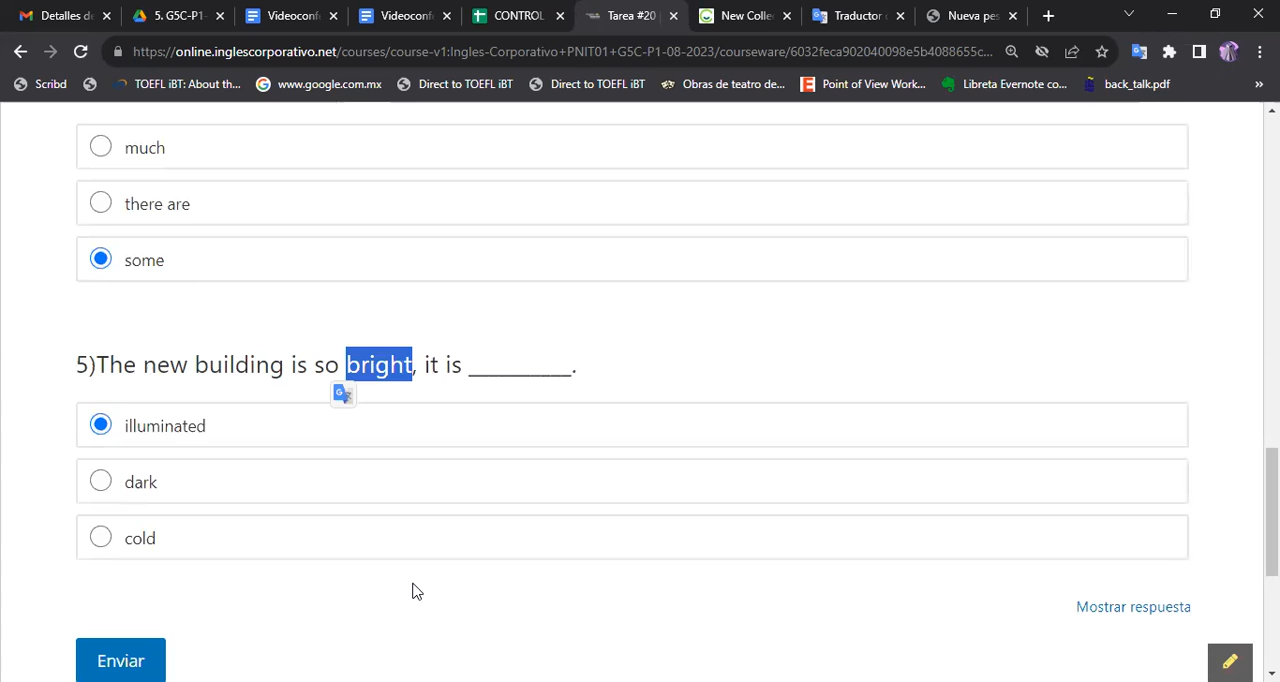 Detalles d
5. G5C-P1-
Videoconfe
Videoconf
CONTROL
Tarea #20
New Colle
Traductor
Nueva pes
https://online.inglescorporativo.net/courses/course-v1:Ingles-Corporativo+PNIT01+G5C-P1-08-2023/courseware/6032feca902040098e5b4088655c...
Scribd
TOEFL iBT: About th...
www.google.com.mx
Direct to TOEFL iBT
Direct to TOEFL iBT
Obras de teatro de...
Point of View Work...
Libreta Evernote co...
back_talk.pdf
»
much
there are
some
5)The new building is so bright, it is __________.
illuminated
dark
cold
Mostrar respuesta
Enviar